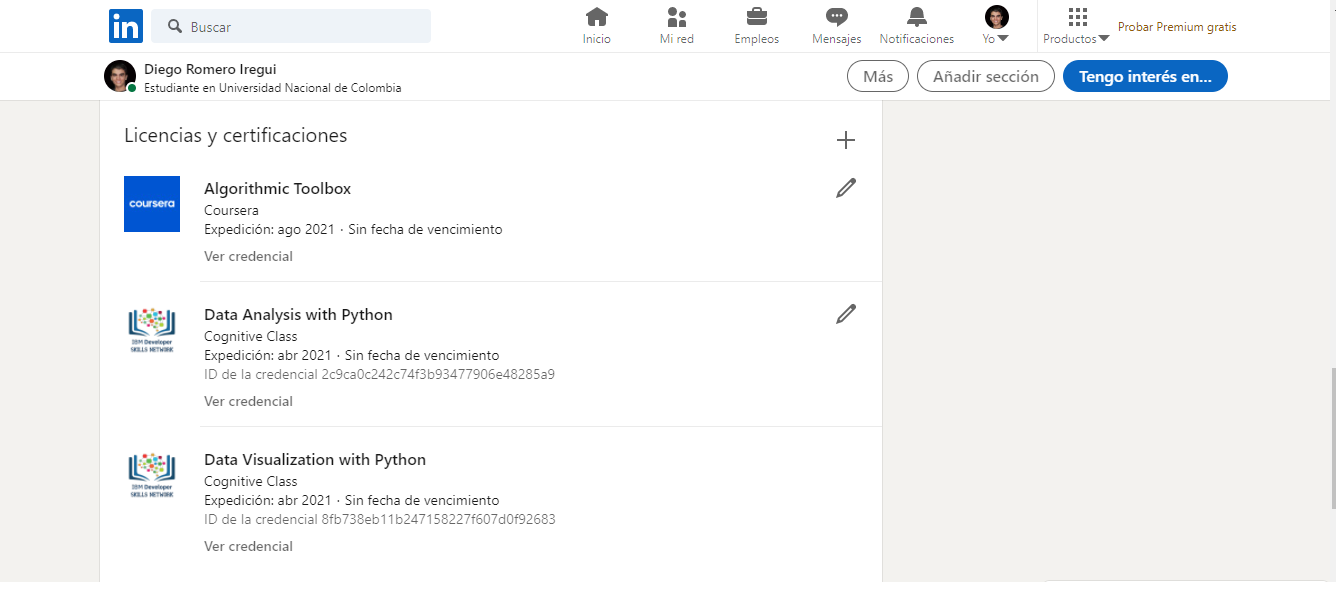 in
Buscar
Inicio
Mi red
Empleos
Mensajes
Notificaciones
Yo
Productos
Probar Premium gratis
Diego Romero Iregui
Estudiante en Universidad Nacional de Colombia
Más
Añadir sección
Tengo interés en...
Licencias y certificaciones
coursera
Algorithmic Toolbox
Coursera
Expedición: ago 2021 · Sin fecha de vencimiento
Ver credencial
IBM Developer
SKILLS NETWORK
Data Analysis with Python
Cognitive Class
Expedición: abr 2021 · Sin fecha de vencimiento
ID de la credencial 2c9ca0c242c74f3b93477906e48285a9
Ver credencial
IBM Developer
SKILLS NETWORK
Data Visualization with Python
Cognitive Class
Expedición: abr 2021 · Sin fecha de vencimiento
ID de la credencial 8fb738eb11b247158227f607d0f92683
Ver credencial